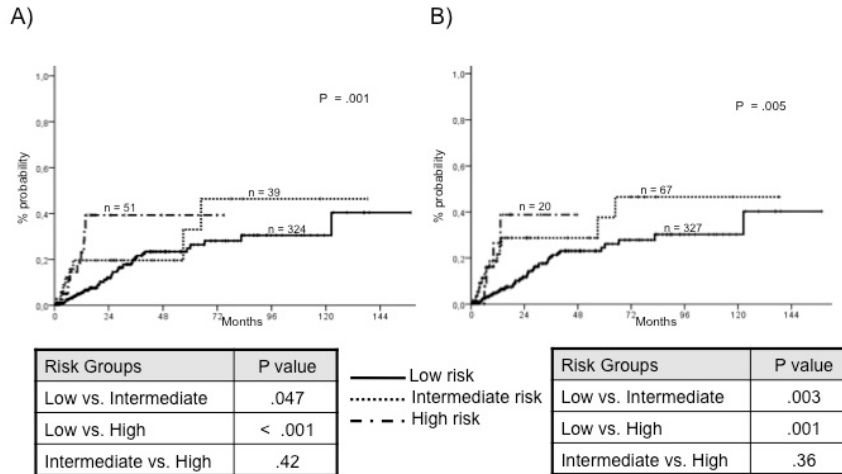 A)
B)
% probability
1,0
0,8
0,6
0,4
0,2
0,0
P = .001
n = 51
n = 39
n = 324
0 24 48 72 96 120 144
Months
% probability
1,0
0,8
0,6
0,4
0,2
0,0
P = .005
n = 20
n = 67
n = 327
0 24 48 72 96 120 144
Months
Risk Groups P value
Low vs. Intermediate .047
Low vs. High < .001
Intermediate vs. High .42
Low risk
Intermediate risk
High risk
Risk Groups P value
Low vs. Intermediate .003
Low vs. High .001
Intermediate vs. High .36